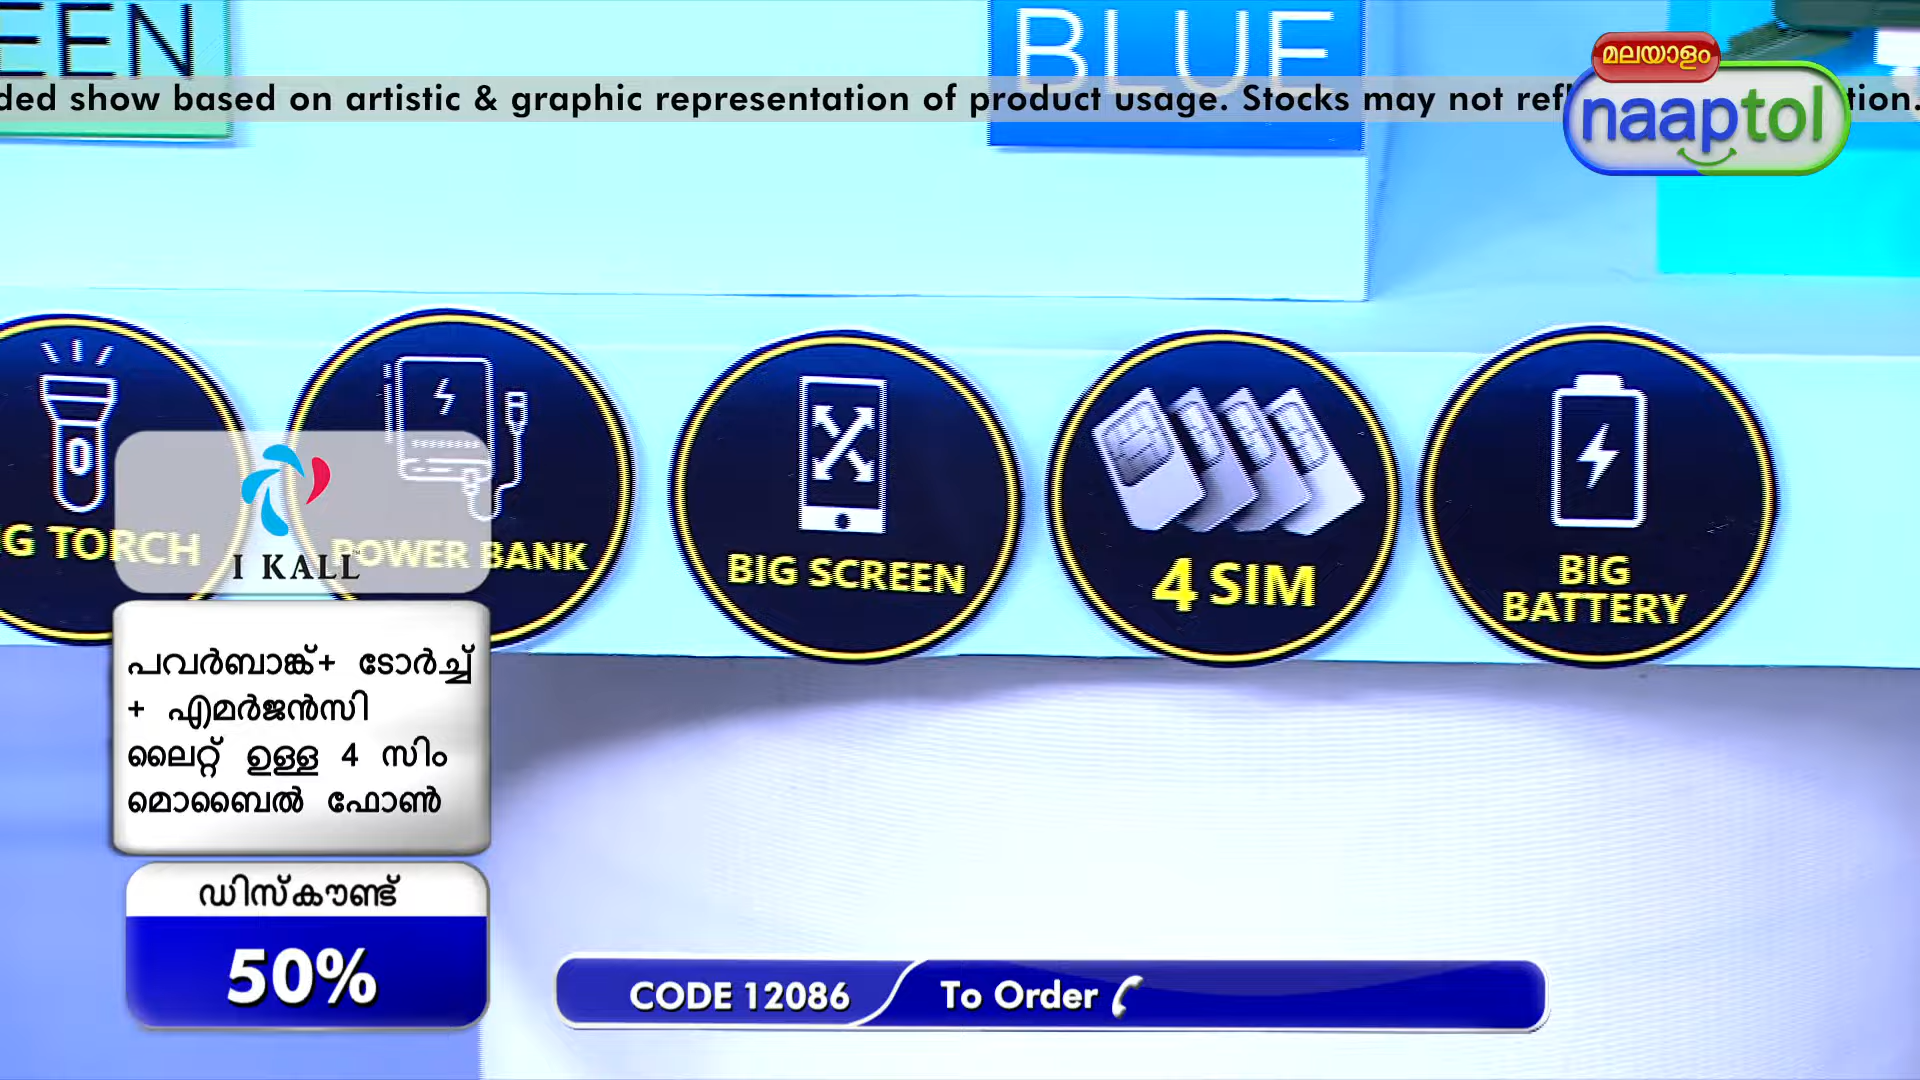 EEN
BLUE
മലയാളം
ded show based on artistic & graphic representation of product usage. Stocks may not
tion.
naaptol
G TORCH
POWER BANK
BIG SCREEN
4 SIM
BIG
BATTERY
I KALL
പവർബാങ്ക്+ ടോർച്ച്
+ എമർജൻസി
ലൈറ്റ് ഉള്ള 4 സിം
മൊബൈൽ ഫോൺ
ഡിസ്കൗണ്ട്
50%
CODE 12086
To Order